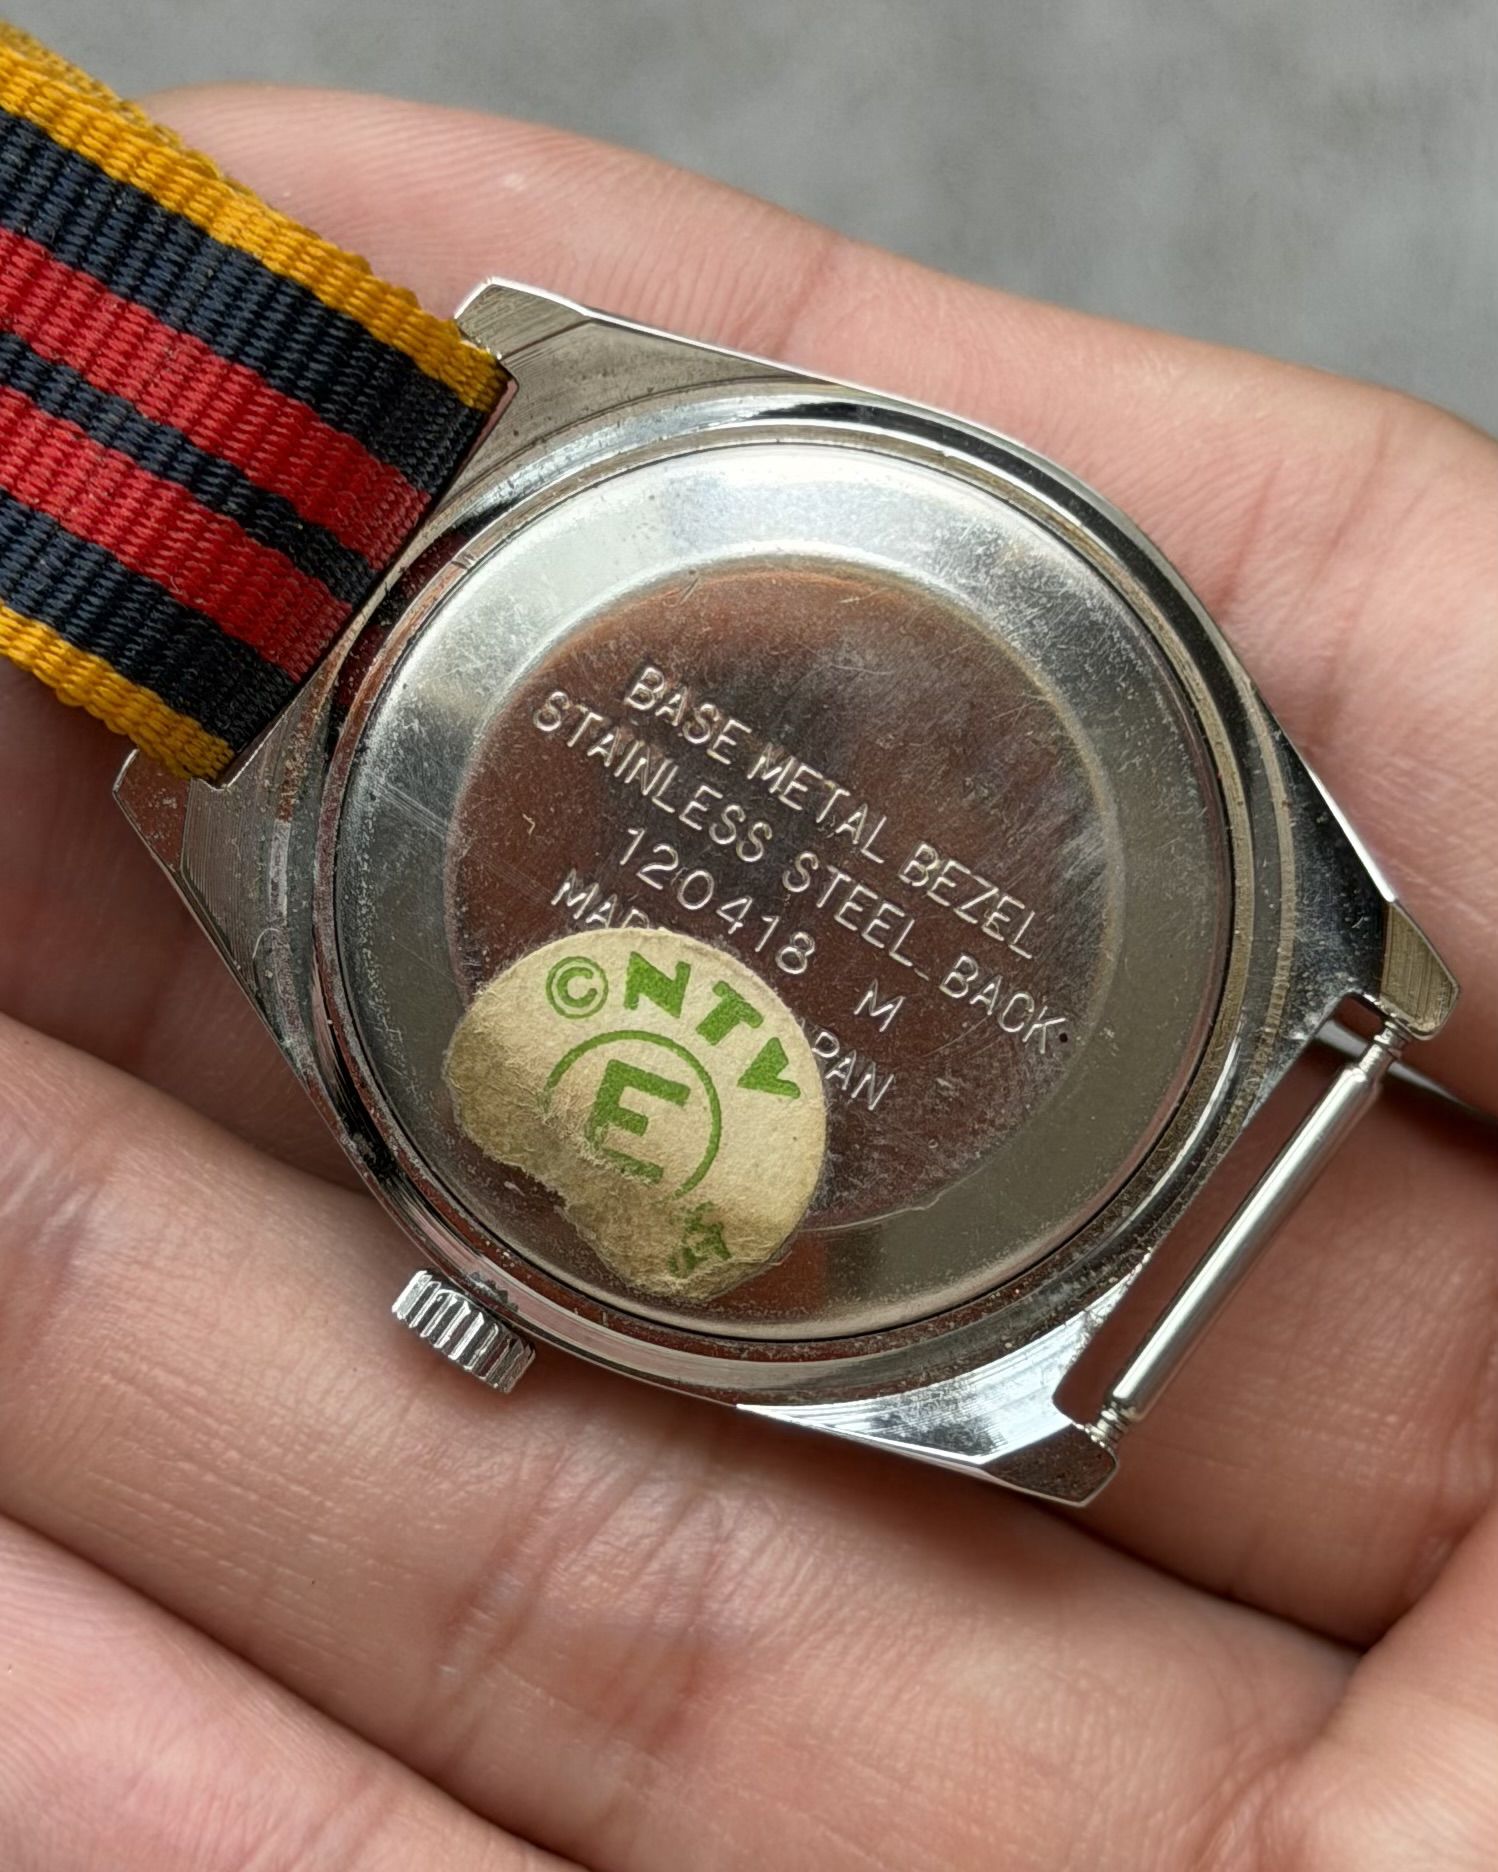 BASE METAL BEZEL
STAINLESS STEEL BACK
120418 M
©NTV
E